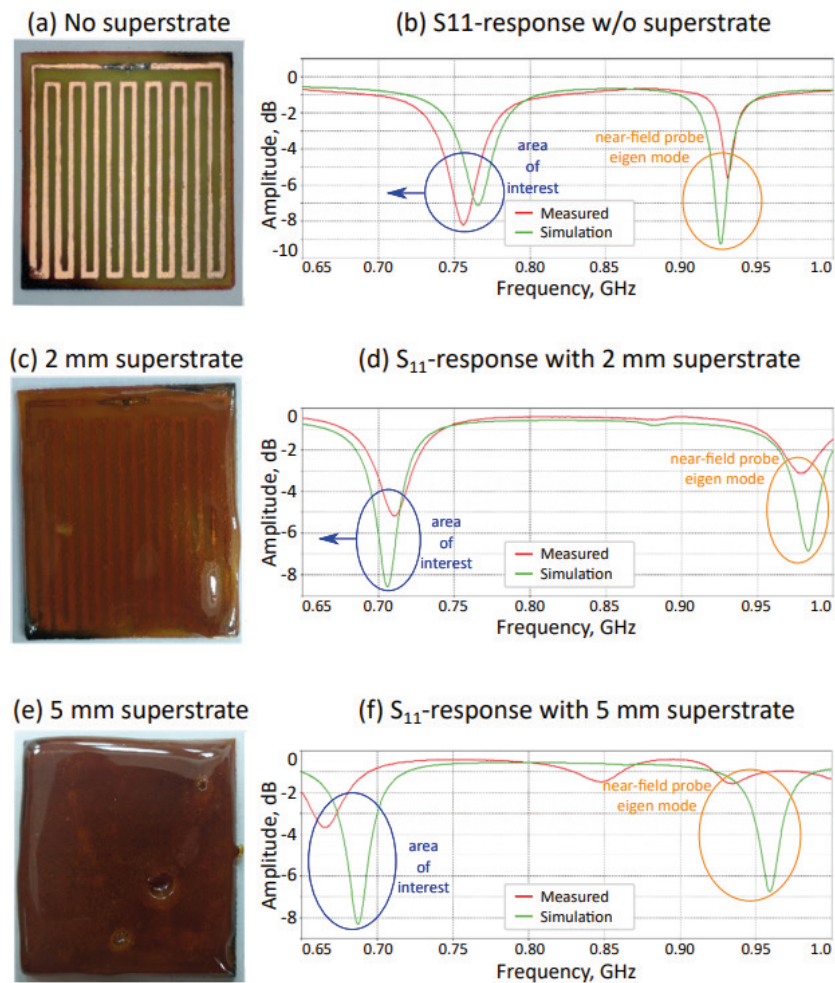 (a) No superstrate
(b) S11-response w/o superstrate
0
-2
-4
-6
-8
-10
Amplitude, dB
area
of
interest
near-field probe
eigen mode
Measured
Simulation
0.65
0.70
0.75
0.80
0.85
0.90
0.95
1.0
Frequency, GHz
(c) 2 mm superstrate
(d) S₁₁-response with 2 mm superstrate
0
-2
-4
-6
-8
Amplitude, dB
near-field probe
eigen mode
area
of
interest
Measured
Simulation
0.65
0.70
0.75
0.80
0.85
0.90
0.95
1.0
Frequency, GHz
(e) 5 mm superstrate
(f) S₁₁-response with 5 mm superstrate
0
-2
-4
-6
-8
Amplitude, dB
near-field probe
eigen mode
area
of
interest
Measured
Simulation
0.65
0.70
0.75
0.80
0.85
0.90
0.95
1.0
Frequency, GHz